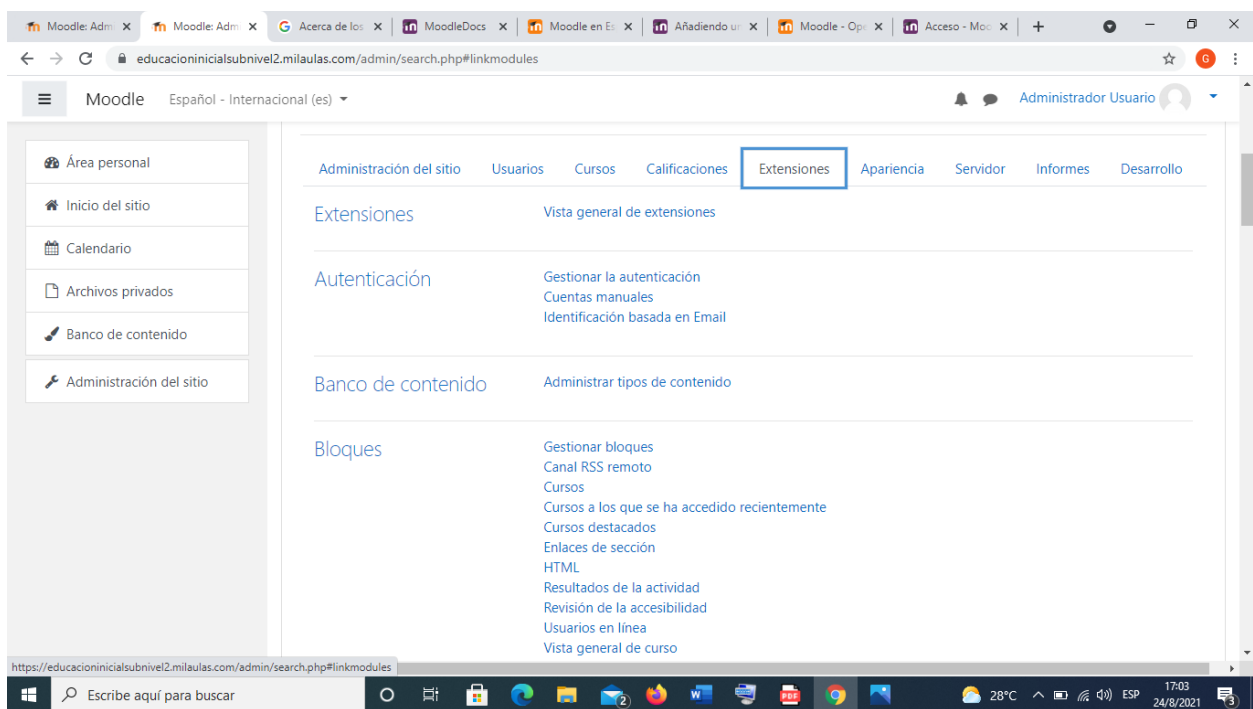 Moodle: Adm
Moodle: Adm
Acerca de los
MoodleDocs
Moodle en Es
Añadiendo un
Moodle - Ope
Acceso - Moo
educacioninicialsubnivel2.milaulas.com/admin/search.php#linkmodules
G
Moodle
Español - Internacional (es)
Administrador Usuario
Área personal
Inicio del sitio
Calendario
Archivos privados
Banco de contenido
Administración del sitio
Administración del sitio Usuarios Cursos Calificaciones Extensiones Apariencia Servidor Informes Desarrollo
Extensiones
Vista general de extensiones
Autenticación
Gestionar la autenticación
Cuentas manuales
Identificación basada en Email
Banco de contenido
Administrar tipos de contenido
Bloques
Gestionar bloques
Canal RSS remoto
Cursos
Cursos a los que se ha accedido recientemente
Cursos destacados
Enlaces de sección
HTML
Resultados de la actividad
Revisión de la accesibilidad
Usuarios en línea
Vista general de curso
https://educacioninicialsubnivel2.milaulas.com/admin/search.php#linkmodules
Escribe aquí para buscar
2
PDF
28°C
ESP
17:03
24/8/2021
3